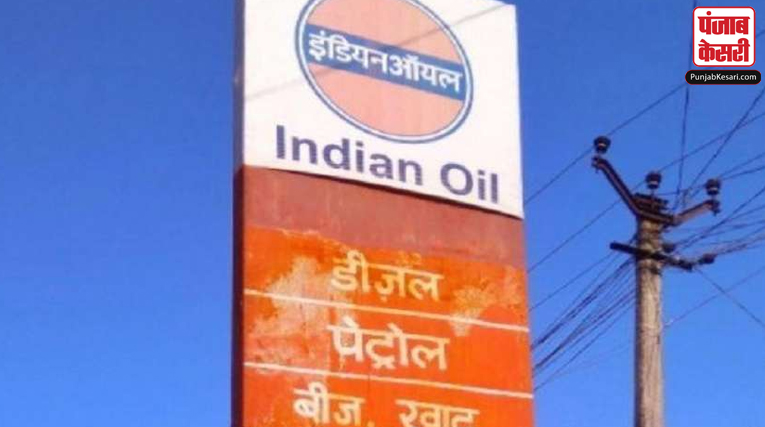 पंजाब
केसरी
PunjabKesari.com
इंडियनऑयल
Indian Oil
डीज़ल
पेट्रोल
बीज, खाद